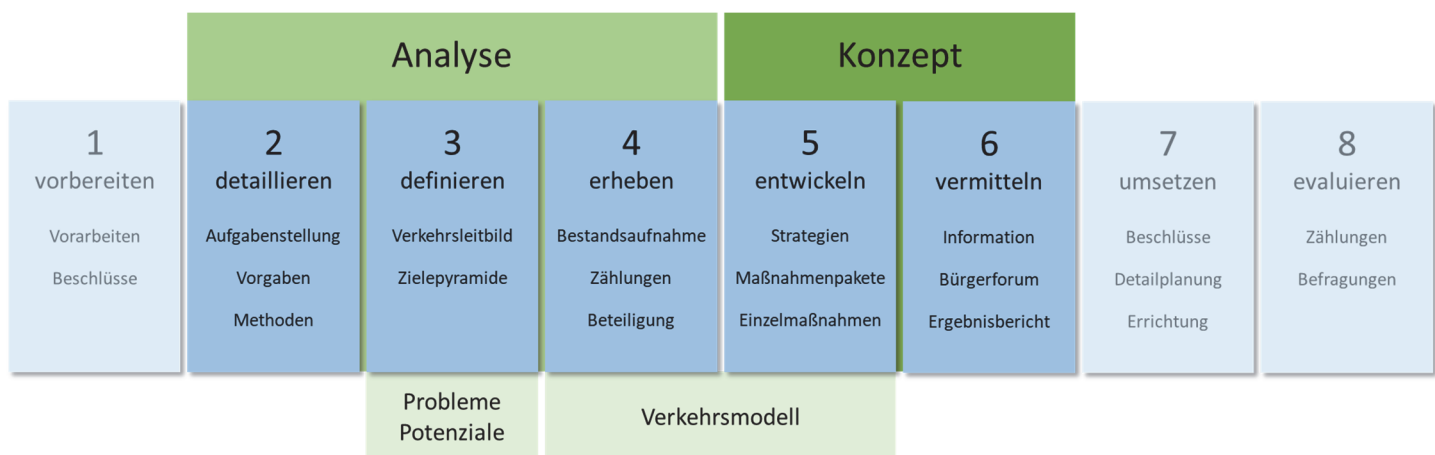 Analyse
Konzept
1
vorbereiten
Vorarbeiten
Beschlüsse
2
detaillieren
Aufgabenstellung
Vorgaben
Methoden
3
definieren
Verkehrsleitbild
Zielepyramide
4
erheben
Bestandsaufnahme
Zählungen
Beteiligung
5
entwickeln
Strategien
Maßnahmenpakete
Einzelmaßnahmen
6
vermitteln
Information
Bürgerforum
Ergebnisbericht
7
umsetzen
Beschlüsse
Detailplanung
Errichtung
8
evaluieren
Zählungen
Befragungen
Probleme
Potenziale
Verkehrsmodell